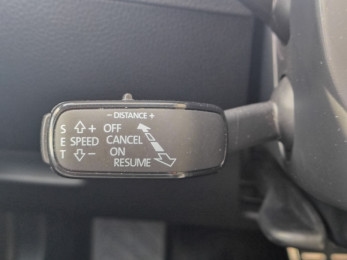 - DISTANCE +
S + OFF
E SPEED CANCEL
T - ON
RESUME